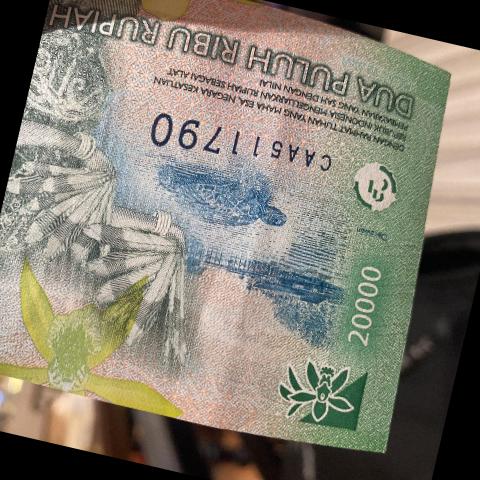 DUA PULUH RIBU RUPIAH
DENGAN RAHMAT TUHAN YANG MAHA ESA, NEGARA KESATUAN
REPUBLIK INDONESIA MENGELUARKAN RUPIAH SEBAGAI ALAT
PEMBAYARAN YANG SAH DENGAN NILAI
CAA511790
20000